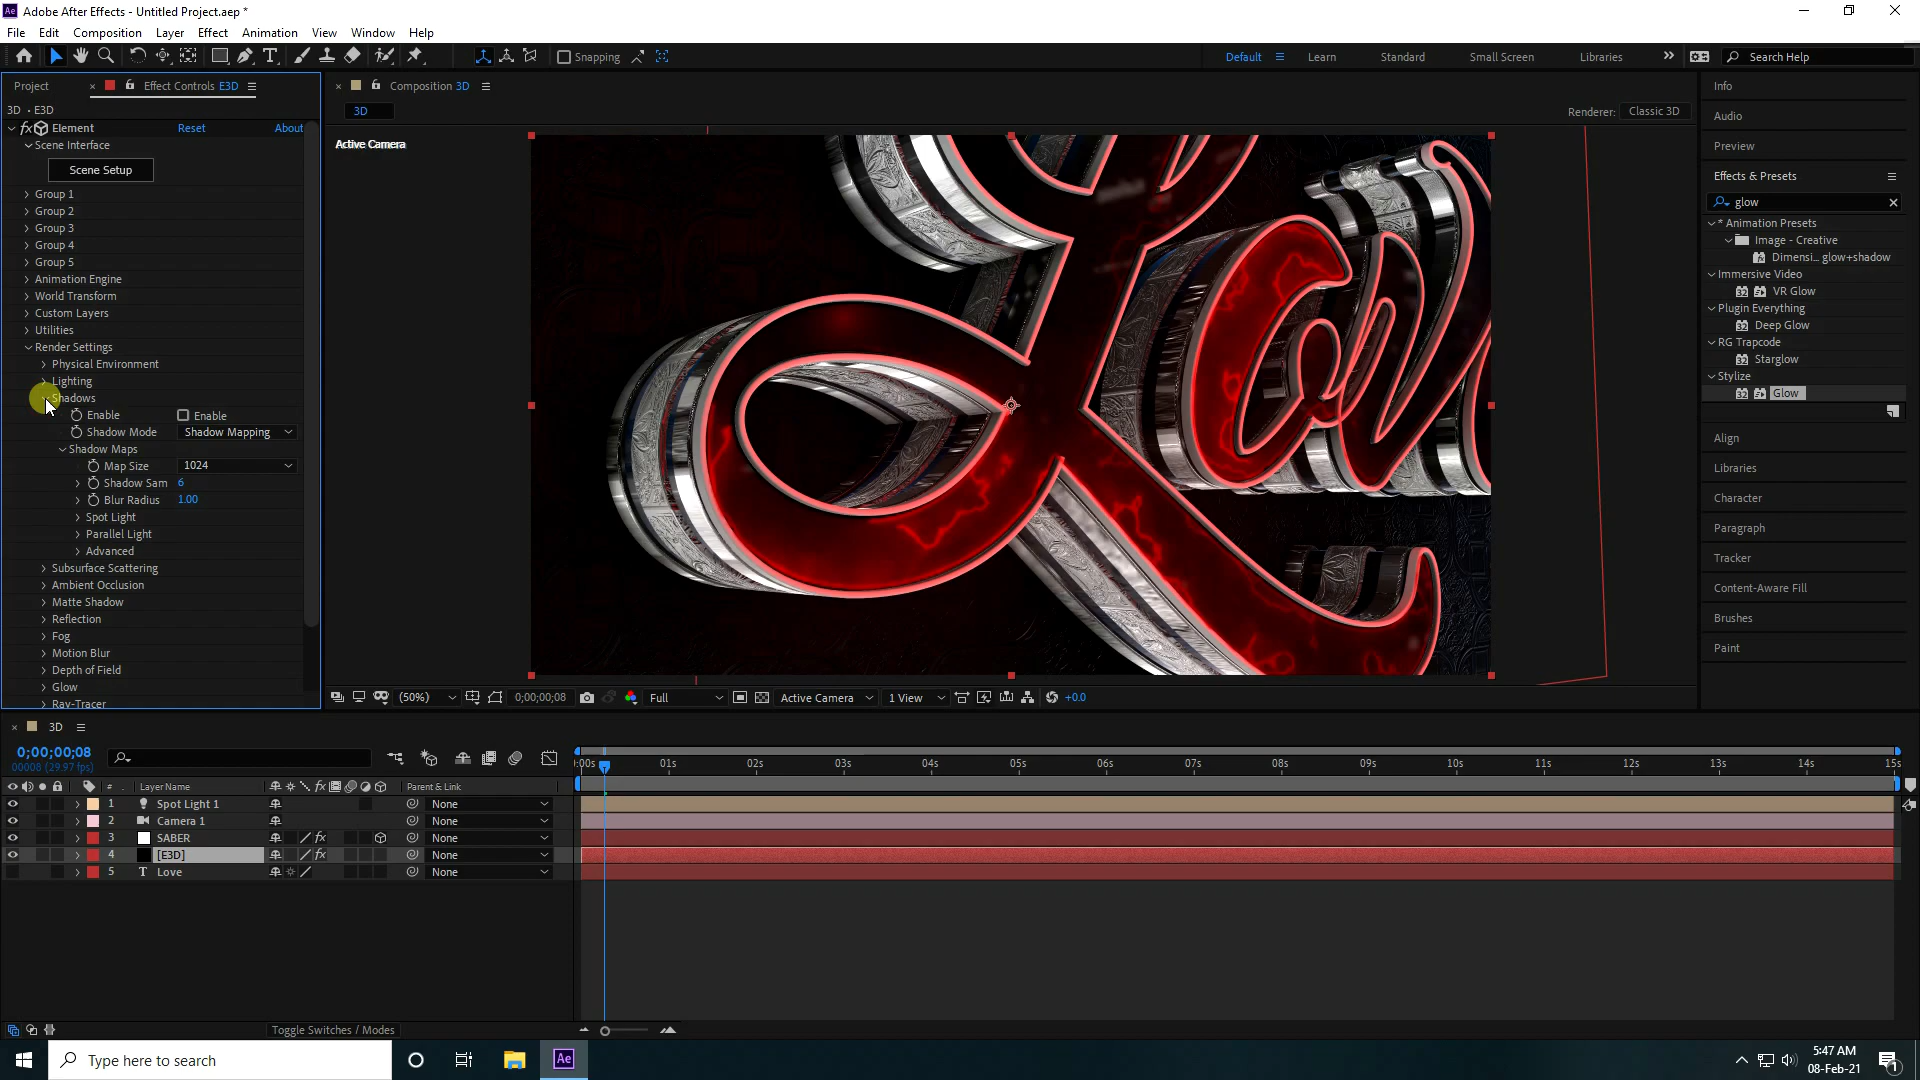 Adobe After Effects - Untitled Project.aep *
File Edit Composition Layer Effect Animation View Window Help
Snapping Default Learn Standard Small Screen Libraries Search Help
Project Effect Controls E3D
3D • E3D
Element Reset About
Scene Interface
Scene Setup
Group 1
Group 2
Group 3
Group 4
Group 5
Animation Engine
World Transform
Custom Layers
Utilities
Render Settings
Physical Environment
Lighting
Shadows
Enable Enable
Shadow Mode Shadow Mapping
Shadow Maps
Map Size 1024
Shadow Sam 6
Blur Radius 1.00
Spot Light
Parallel Light
Advanced
Subsurface Scattering
Ambient Occlusion
Matte Shadow
Reflection
Fog
Motion Blur
Depth of Field
Glow
Ray-Tracer
Composition 3D
3D
Renderer: Classic 3D
Active Camera
(50%) 0;00;00;08 Full Active Camera 1 View +0.0
Info
Audio
Preview
Effects & Presets
glow
* Animation Presets
Image - Creative
Dimensi... glow+shadow
Immersive Video
VR Glow
Plugin Everything
Deep Glow
RG Trapcode
Starglow
Stylize
Glow
Align
Libraries
Character
Paragraph
Tracker
Content-Aware Fill
Brushes
Paint
3D
0;00;00;08
00008 (29.97 fps)
:00s 01s 02s 03s 04s 05s 06s 07s 08s 09s 10s 11s 12s 13s 14s 15s
# Layer Name Parent & Link
1 Spot Light 1 None
2 Camera 1 None
3 SABER None
4 [E3D] None
5 T Love None
Toggle Switches / Modes
Type here to search
Ae
5:47 AM
08-Feb-21
1